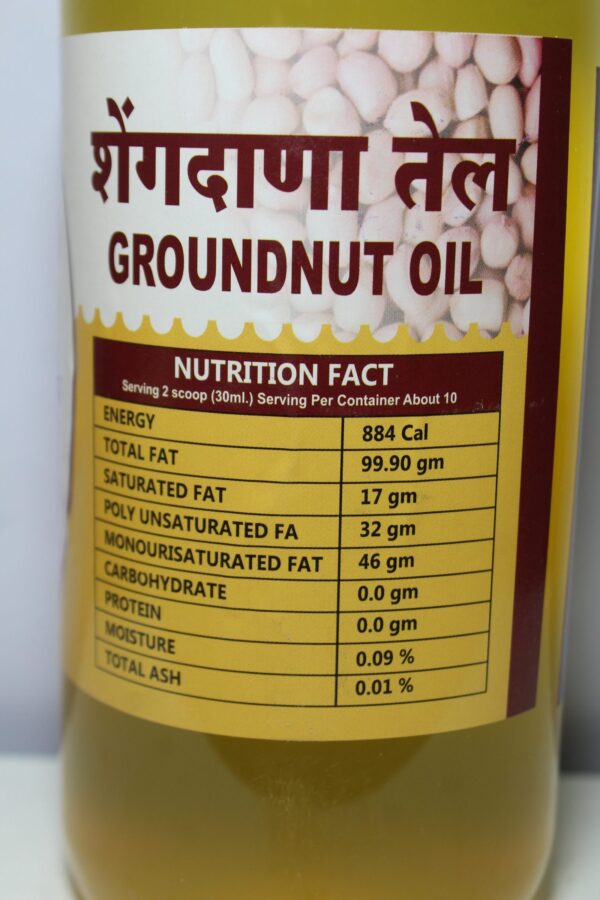 शेंगदाणा तेल
GROUNDNUT OIL
NUTRITION FACT
Serving 2 scoop (30ml.) Serving Per Container About 10
ENERGY 884 Cal
TOTAL FAT 99.90 gm
SATURATED FAT 17 gm
POLY UNSATURATED FA 32 gm
MONOURISATURATED FAT 46 gm
CARBOHYDRATE 0.0 gm
PROTEIN 0.0 gm
MOISTURE 0.09 %
TOTAL ASH 0.01 %